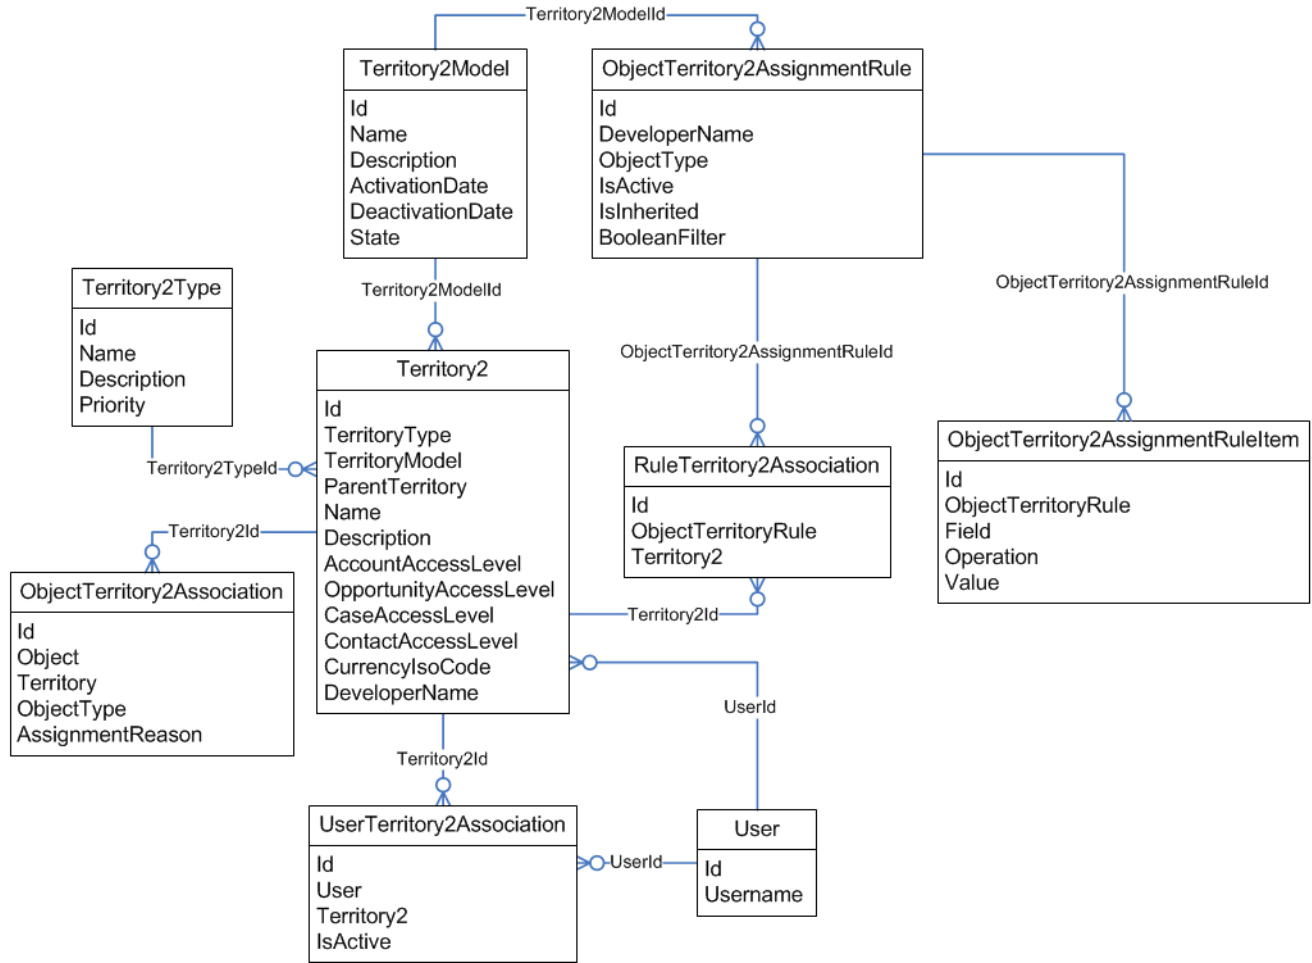 Territory2ModelId
Territory2Model
Id
Name
Description
ActivationDate
DeactivationDate
State
ObjectTerritory2AssignmentRule
Id
DeveloperName
ObjectType
IsActive
IsInherited
BooleanFilter
Territory2ModelId
ObjectTerritory2AssignmentRuleId
ObjectTerritory2AssignmentRuleId
Territory2Type
Id
Name
Description
Priority
Territory2TypeId
Territory2
Id
TerritoryType
TerritoryModel
ParentTerritory
Name
Description
AccountAccessLevel
OpportunityAccessLevel
CaseAccessLevel
ContactAccessLevel
CurrencyIsoCode
DeveloperName
RuleTerritory2Association
Id
ObjectTerritoryRule
Territory2
ObjectTerritory2AssignmentRuleItem
Id
ObjectTerritoryRule
Field
Operation
Value
Territory2Id
ObjectTerritory2Association
Id
Object
Territory
ObjectType
AssignmentReason
Territory2Id
UserId
Territory2Id
UserTerritory2Association
Id
User
Territory2
IsActive
UserId
User
Id
Username